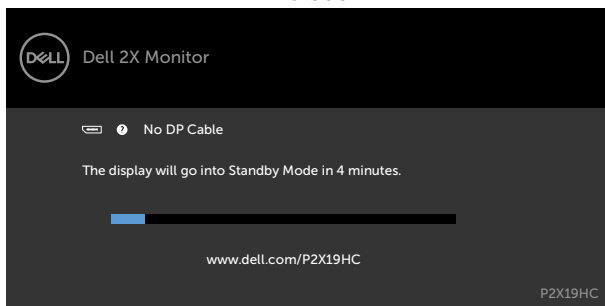 DELL
Dell 2X Monitor
? No DP Cable
The display will go into Standby Mode in 4 minutes.
www.dell.com/P2X19HC
P2X19HC